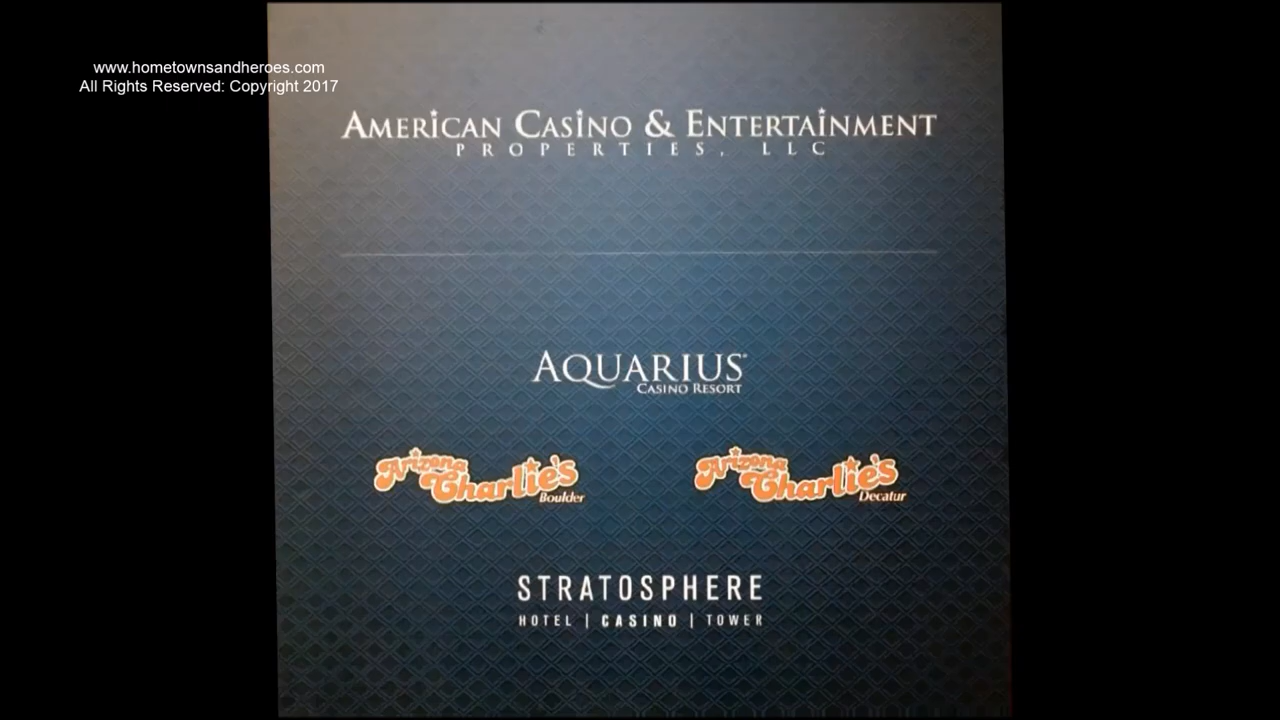 www.hometownsandheroes.com
All Rights Reserved: Copyright 2017
AMERICAN CASINO & ENTERTAINMENT
PROPERTIES, LLC
AQUARIUS
CASINO RESORT
Arizona
Charlie's
Boulder
Arizona
Charlie's
Decatur
STRATOSPHERE
HOTEL | CASINO | TOWER